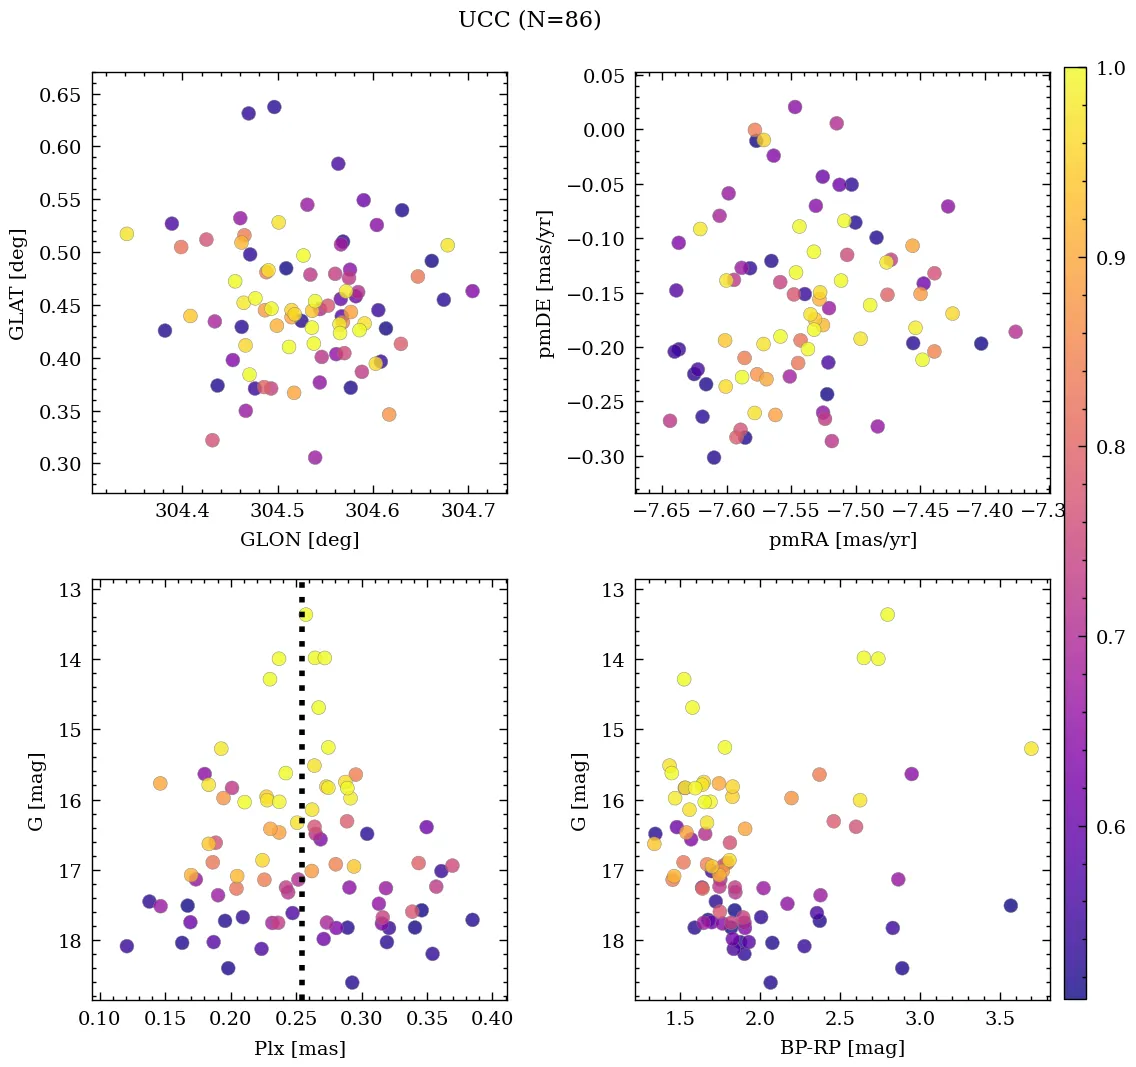 UCC (N=86)
0.65
0.60
0.55
0.50
0.45
0.40
0.35
0.30
GLAT [deg]
304.4 304.5 304.6 304.7
GLON [deg]
0.05
0.00
−0.05
−0.10
−0.15
−0.20
−0.25
−0.30
pmDE [mas/yr]
−7.65 −7.60 −7.55 −7.50 −7.45 −7.40 −7.3
pmRA [mas/yr]
13
14
15
16
17
18
G [mag]
0.10 0.15 0.20 0.25 0.30 0.35 0.40
Plx [mas]
13
14
15
16
17
18
G [mag]
1.5 2.0 2.5 3.0 3.5
BP-RP [mag]
1.0
0.9
0.8
0.7
0.6